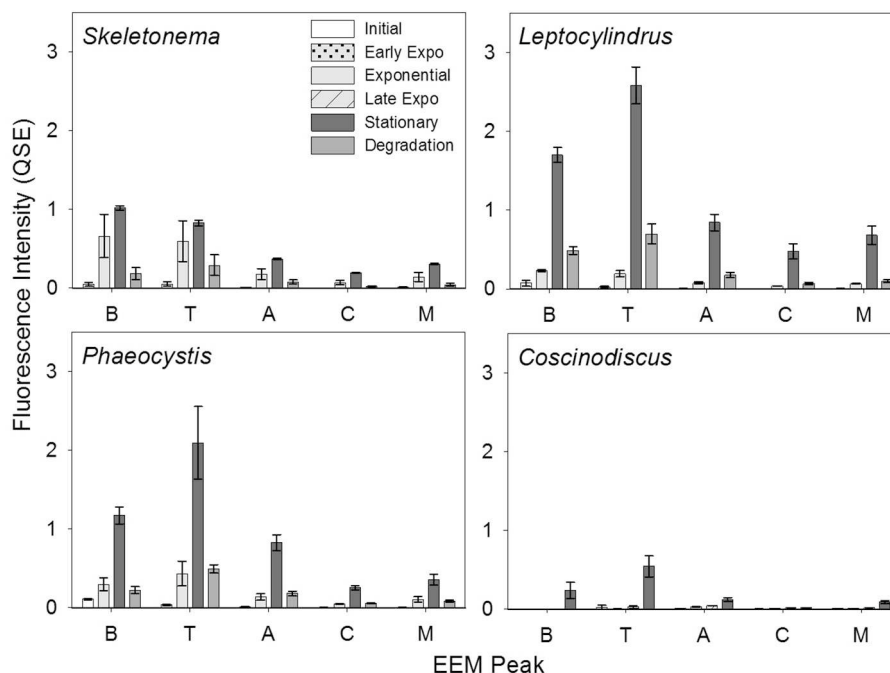 Skeletonema
Initial
Early Expo
Exponential
Late Expo
Stationary
Degradation
3
2
1
0
B T A C M
Leptocylindrus
3
2
1
0
B T A C M
Fluorescence Intensity (QSE)
Phaeocystis
3
2
1
0
B T A C M
Coscinodiscus
3
2
1
0
B T A C M
EEM Peak